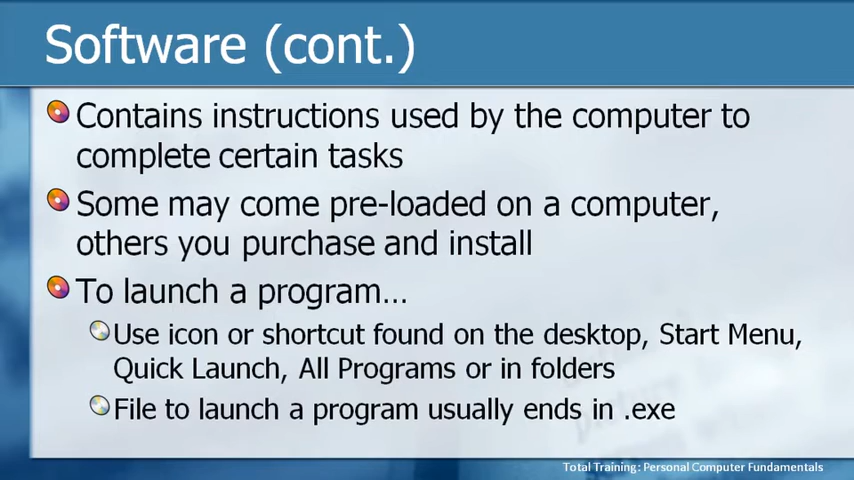 Software (cont.)
Contains instructions used by the computer to
complete certain tasks
Some may come pre-loaded on a computer,
others you purchase and install
To launch a program...
Use icon or shortcut found on the desktop, Start Menu,
Quick Launch, All Programs or in folders
File to launch a program usually ends in .exe
Total Training: Personal Computer Fundamentals